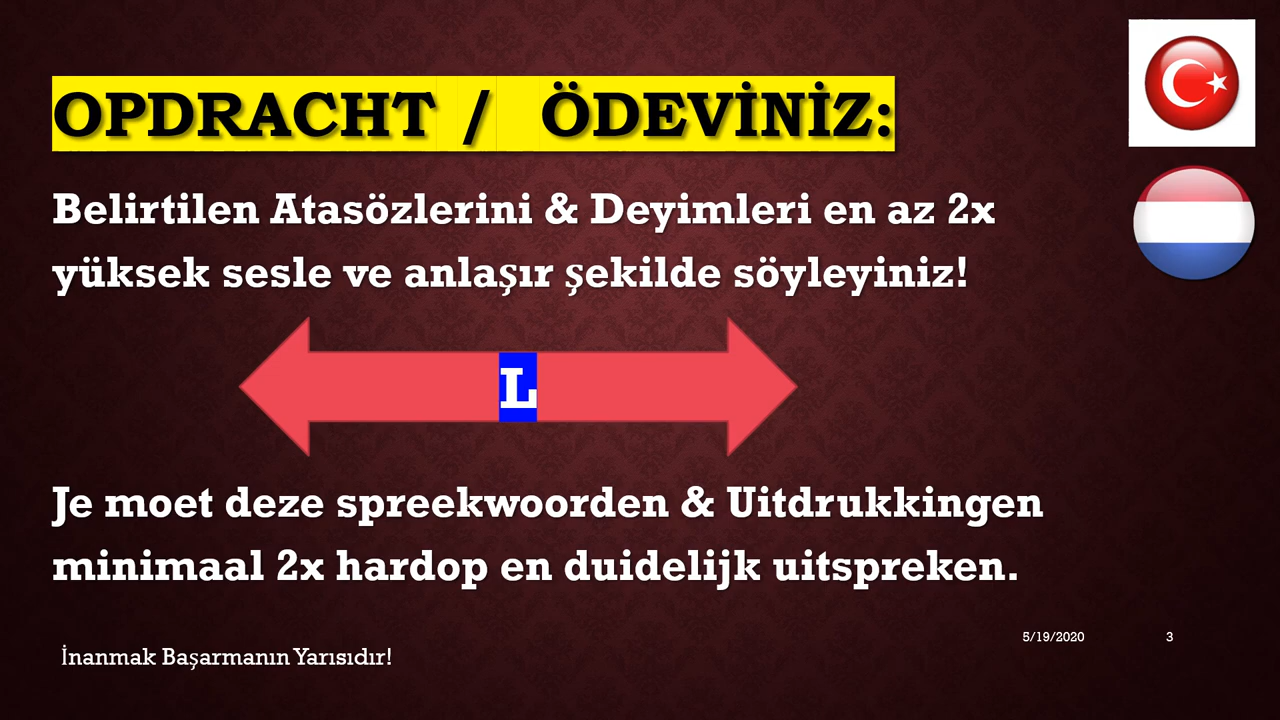 OPDRACHT / ÖDEVİNİZ:
Belirtilen Atasözlerini & Deyimleri en az 2x
yüksek sesle ve anlaşır şekilde söyleyiniz!
L
Je moet deze spreekwoorden & Uitdrukkingen
minimaal 2x hardop en duidelijk uitspreken.
5/19/2020 3
İnanmak Başarmanın Yarısıdır!